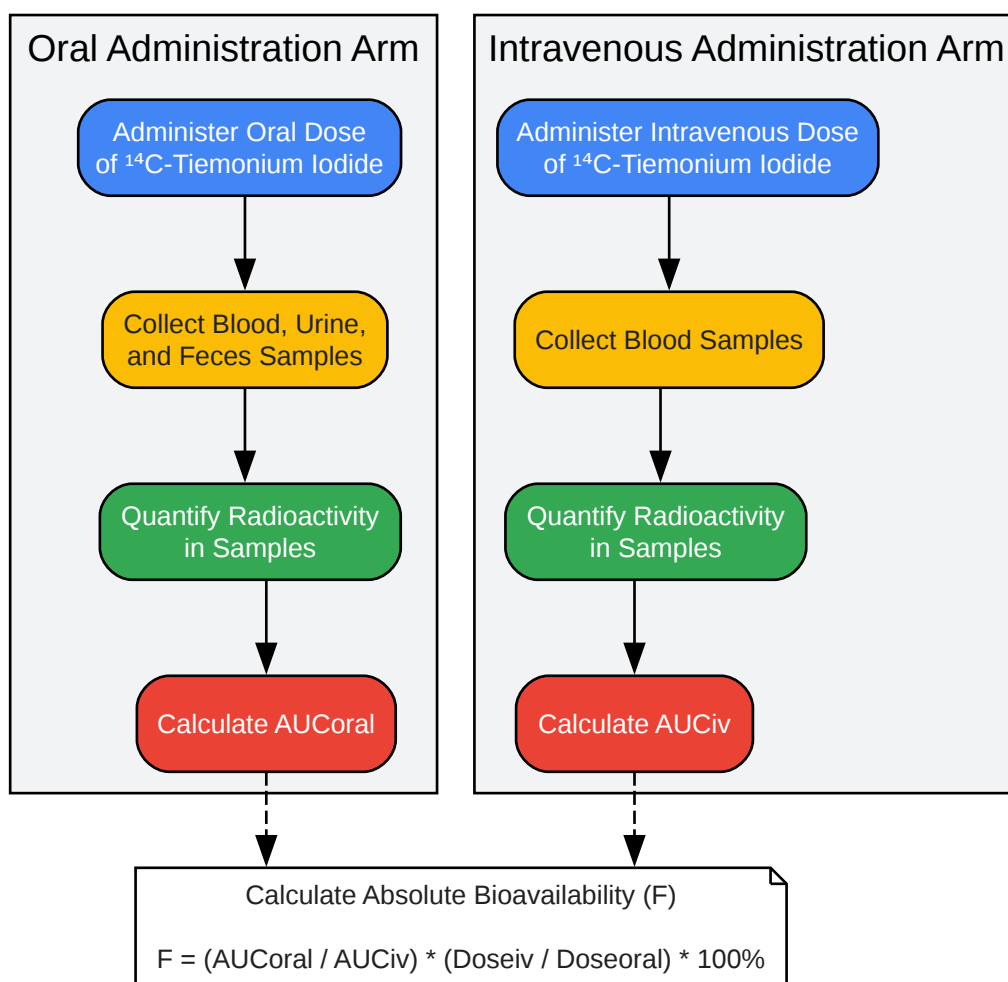 Oral Administration Arm
Administer Oral Dose
of ¹⁴C-Tiemonium Iodide
Collect Blood, Urine,
and Feces Samples
Quantify Radioactivity
in Samples
Calculate AUCoral
Intravenous Administration Arm
Administer Intravenous Dose
of ¹⁴C-Tiemonium Iodide
Collect Blood Samples
Quantify Radioactivity
in Samples
Calculate AUCiv
Calculate Absolute Bioavailability (F)
F = (AUCoral / AUCiv) * (Doseiv / Doseoral) * 100%